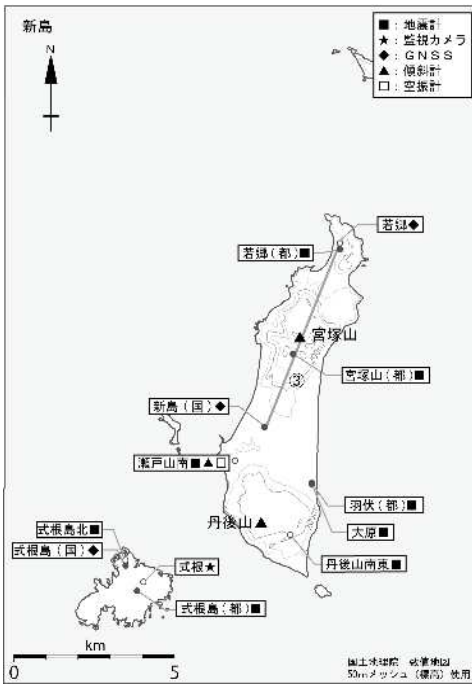 新島
N
■：地震計
★：監視カメラ
◆：GNSS
▲：傾斜計
□：空振計
若郷◆
若郷(都)■
宮塚山
宮塚山(都)■
③
新島(国)◆
瀬戸山南■▲□
羽伏(都)■
丹後山
大原■
式根島北■
式根島(国)◆
丹後山南東■
式根★
式根島(都)■
km
0 5
国土地理院 数値地図
50mメッシュ(標高)使用